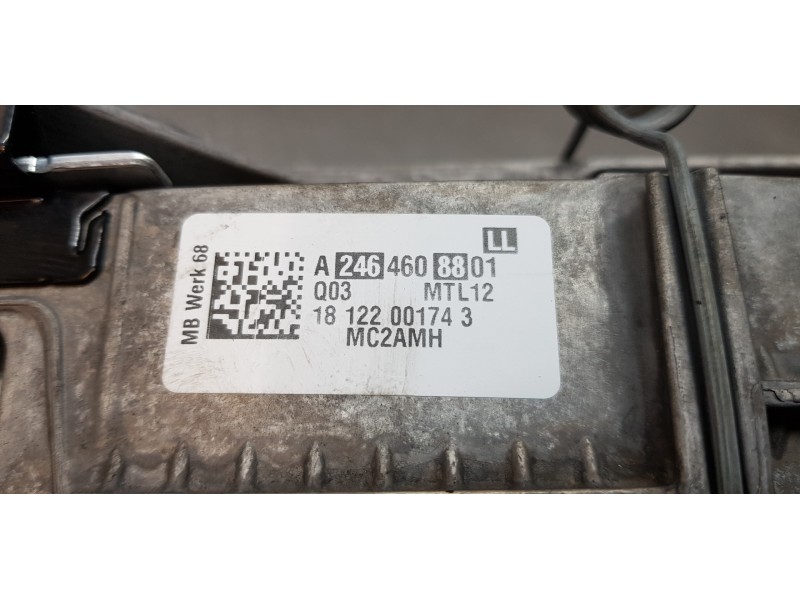 LL
MB Werk 68
A 246 460 88 01
Q03 MTL12
18 122 00174 3
MC2AMH